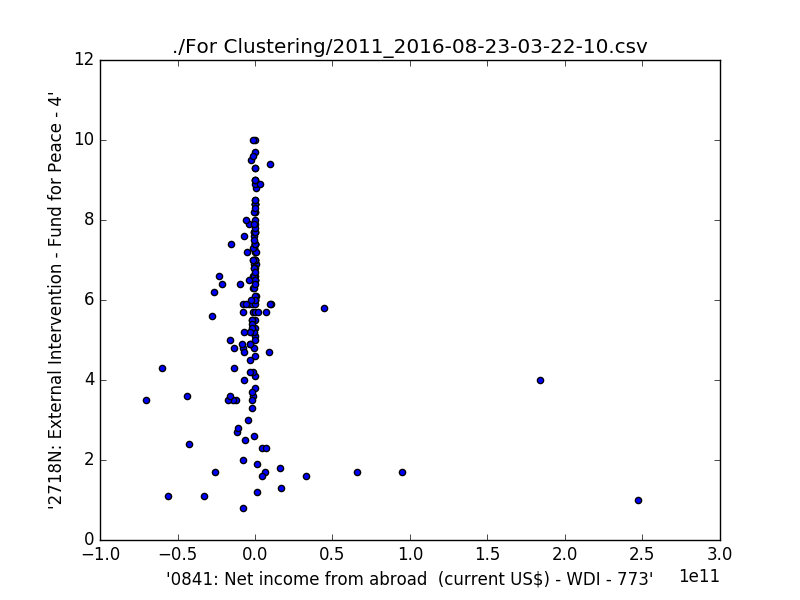 ./For Clustering/2011_2016-08-23-03-22-10.csv
'2718N: External Intervention - Fund for Peace - 4'
12
10
8
6
4
2
0
−1.0 −0.5 0.0 0.5 1.0 1.5 2.0 2.5 3.0
1e11
'0841: Net income from abroad  (current US$) - WDI - 773'